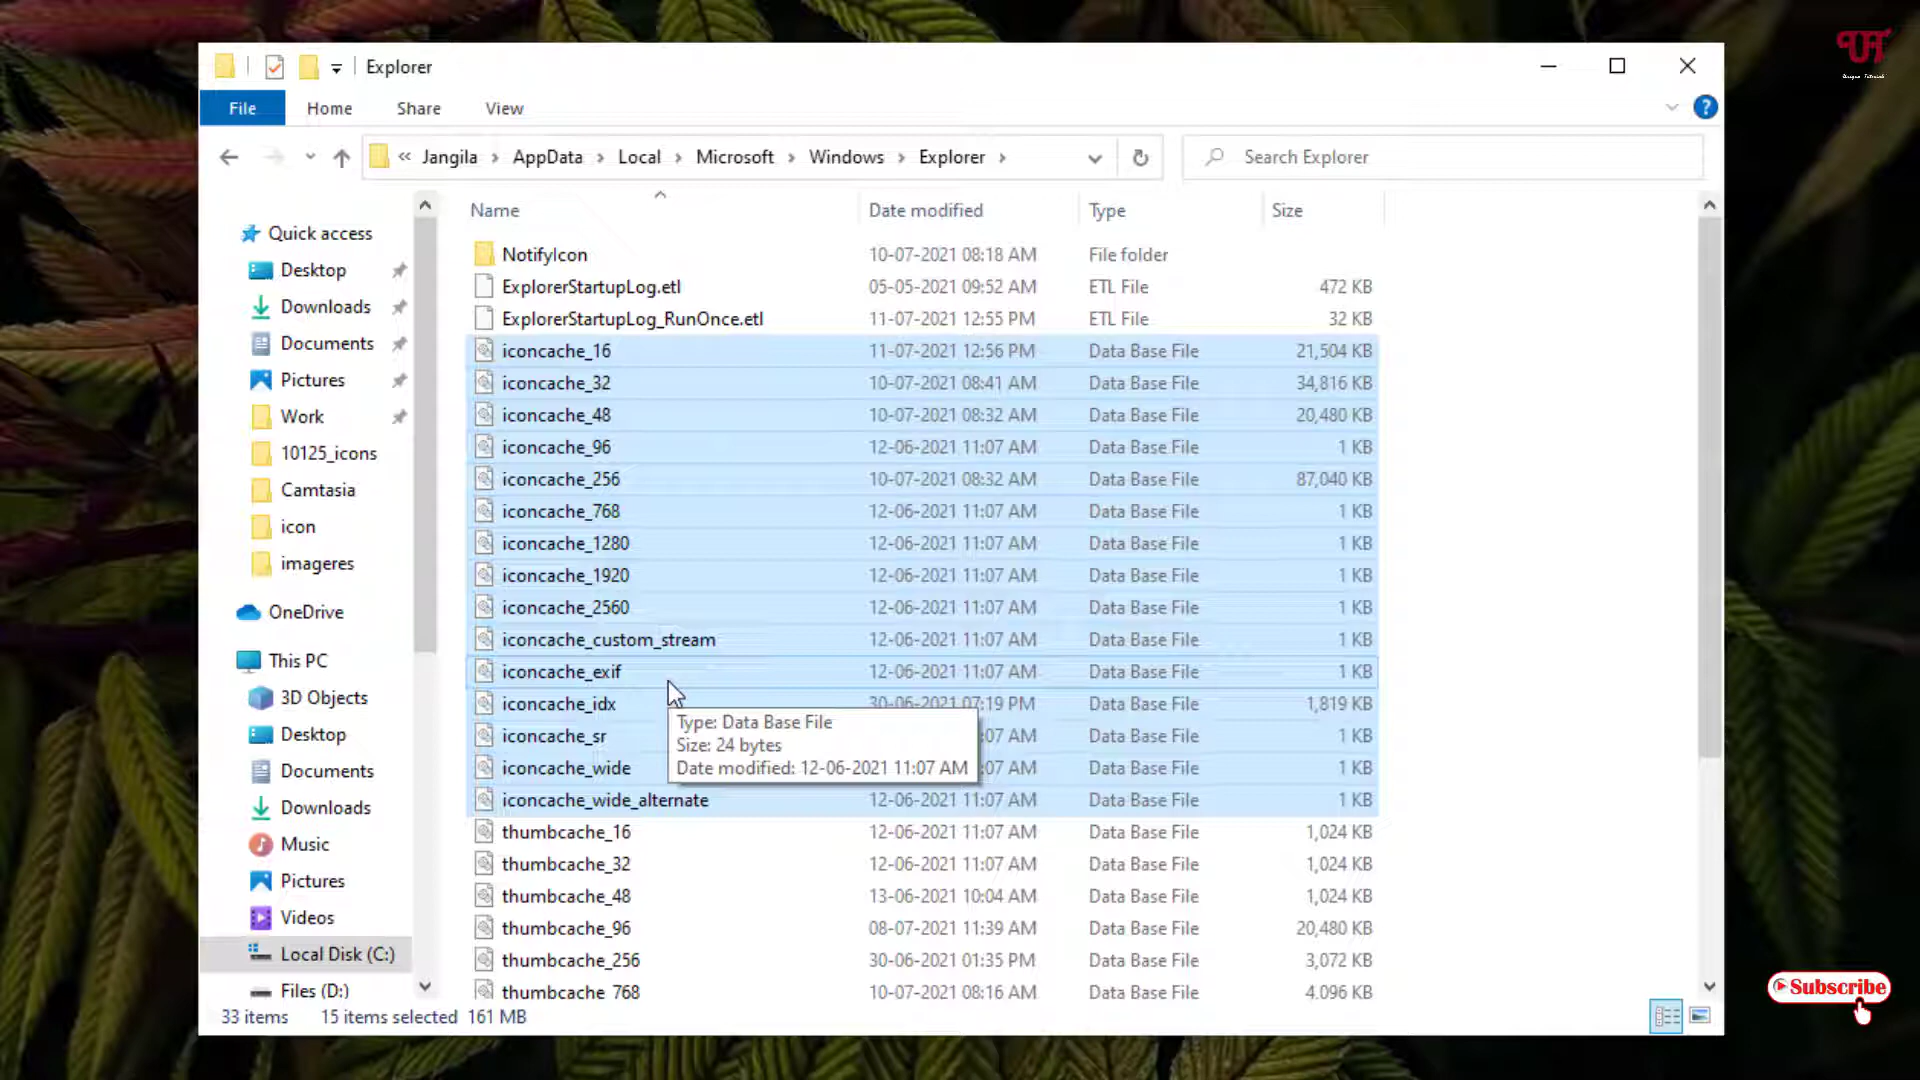 Explorer
File Home Share View
« Jangila > AppData > Local > Microsoft > Windows > Explorer >
Search Explorer
Name Date modified Type Size
NotifyIcon 10-07-2021 08:18 AM File folder
ExplorerStartupLog.etl 05-05-2021 09:52 AM ETL File 472 KB
ExplorerStartupLog_RunOnce.etl 11-07-2021 12:55 PM ETL File 32 KB
iconcache_16 11-07-2021 12:56 PM Data Base File 21,504 KB
iconcache_32 10-07-2021 08:41 AM Data Base File 34,816 KB
iconcache_48 10-07-2021 08:32 AM Data Base File 20,480 KB
iconcache_96 12-06-2021 11:07 AM Data Base File 1 KB
iconcache_256 10-07-2021 08:32 AM Data Base File 87,040 KB
iconcache_768 12-06-2021 11:07 AM Data Base File 1 KB
iconcache_1280 12-06-2021 11:07 AM Data Base File 1 KB
iconcache_1920 12-06-2021 11:07 AM Data Base File 1 KB
iconcache_2560 12-06-2021 11:07 AM Data Base File 1 KB
iconcache_custom_stream 12-06-2021 11:07 AM Data Base File 1 KB
iconcache_exif 12-06-2021 11:07 AM Data Base File 1 KB
iconcache_idx 30-06-2021 07:19 PM Data Base File 1,819 KB
iconcache_sr :07 AM Data Base File 1 KB
iconcache_wide :07 AM Data Base File 1 KB
iconcache_wide_alternate 12-06-2021 11:07 AM Data Base File 1 KB
thumbcache_16 12-06-2021 11:07 AM Data Base File 1,024 KB
thumbcache_32 12-06-2021 11:07 AM Data Base File 1,024 KB
thumbcache_48 13-06-2021 10:04 AM Data Base File 1,024 KB
thumbcache_96 08-07-2021 11:39 AM Data Base File 20,480 KB
thumbcache_256 30-06-2021 01:35 PM Data Base File 3,072 KB
thumbcache_768 10-07-2021 08:16 AM Data Base File 4,096 KB
Type: Data Base File
Size: 24 bytes
Date modified: 12-06-2021 11:07 AM
Quick access
Desktop
Downloads
Documents
Pictures
Work
10125_icons
Camtasia
icon
imageres
OneDrive
This PC
3D Objects
Desktop
Documents
Downloads
Music
Pictures
Videos
Local Disk (C:)
Files (D:)
33 items 15 items selected 161 MB
UT
Unique Tutorial
Subscribe